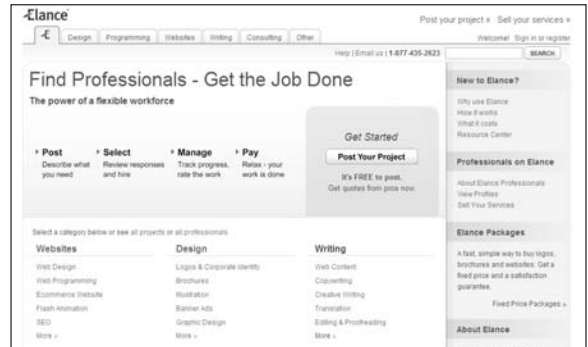 Elance
Post your project » Sell your services »
Design Programming Websites Writing Consulting Other
Welcome! Sign in or register
Help | Email us | 1-877-435-2623
SEARCH
Find Professionals - Get the Job Done
The power of a flexible workforce
Post
Describe what
you need
Select
Review responses
and hire
Manage
Track progress,
rate the work
Pay
Relax - your
work is done
Get Started
Post Your Project
It's FREE to post.
Get quotes from pros now.
Select a category below or see all projects or all professionals
Websites
Web Design
Web Programming
Ecommerce Website
Flash Animation
SEO
More »
Design
Logos & Corporate Identity
Brochures
Illustration
Banner Ads
Graphic Design
More »
Writing
Web Content
Copywriting
Creative Writing
Translation
Editing & Proofreading
More »
New to Elance?
Why use Elance
How it works
What it costs
Resource Center
Professionals on Elance
About Elance Professionals
View Profiles
Sell Your Services
Elance Packages
A fast, simple way to buy logos,
brochures and websites. Get a
fixed price and a satisfaction
guarantee.
Fixed Price Packages »
About Elance